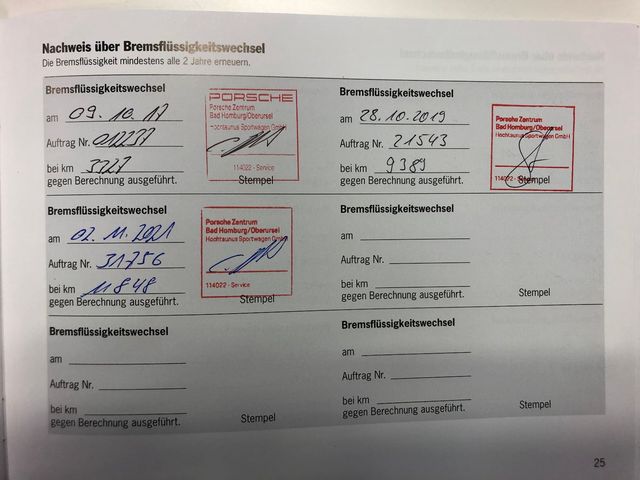 Nachweis über Bremsflüssigkeitswechsel
Die Bremsflüssigkeit mindestens alle 2 Jahre erneuern.
Bremsflüssigkeitswechsel
am 09.10.17
Auftrag Nr. 012237
bei km 3727
gegen Berechnung ausgeführt.
PORSCHE
Porsche Zentrum
Bad Homburg/Oberursel
Hochtaunus Sportwagen GmbH
114022 - Service
Stempel
Bremsflüssigkeitswechsel
am 28.10.2019
Auftrag Nr. 21543
bei km 9389
gegen Berechnung ausgeführt.
Porsche Zentrum
Bad Homburg/Oberursel
Hochtaunus Sportwagen GmbH
114022 - Service
Stempel
Bremsflüssigkeitswechsel
am 02.11.2021
Auftrag Nr. 31756
bei km 11848
gegen Berechnung ausgeführt.
Porsche Zentrum
Bad Homburg/Oberursel
Hochtaunus Sportwagen GmbH
114022 - Service
Stempel
Bremsflüssigkeitswechsel
am
Auftrag Nr.
bei km
gegen Berechnung ausgeführt.
Stempel
Bremsflüssigkeitswechsel
am
Auftrag Nr.
bei km
gegen Berechnung ausgeführt.
Stempel
Bremsflüssigkeitswechsel
am
Auftrag Nr.
bei km
gegen Berechnung ausgeführt.
Stempel
25